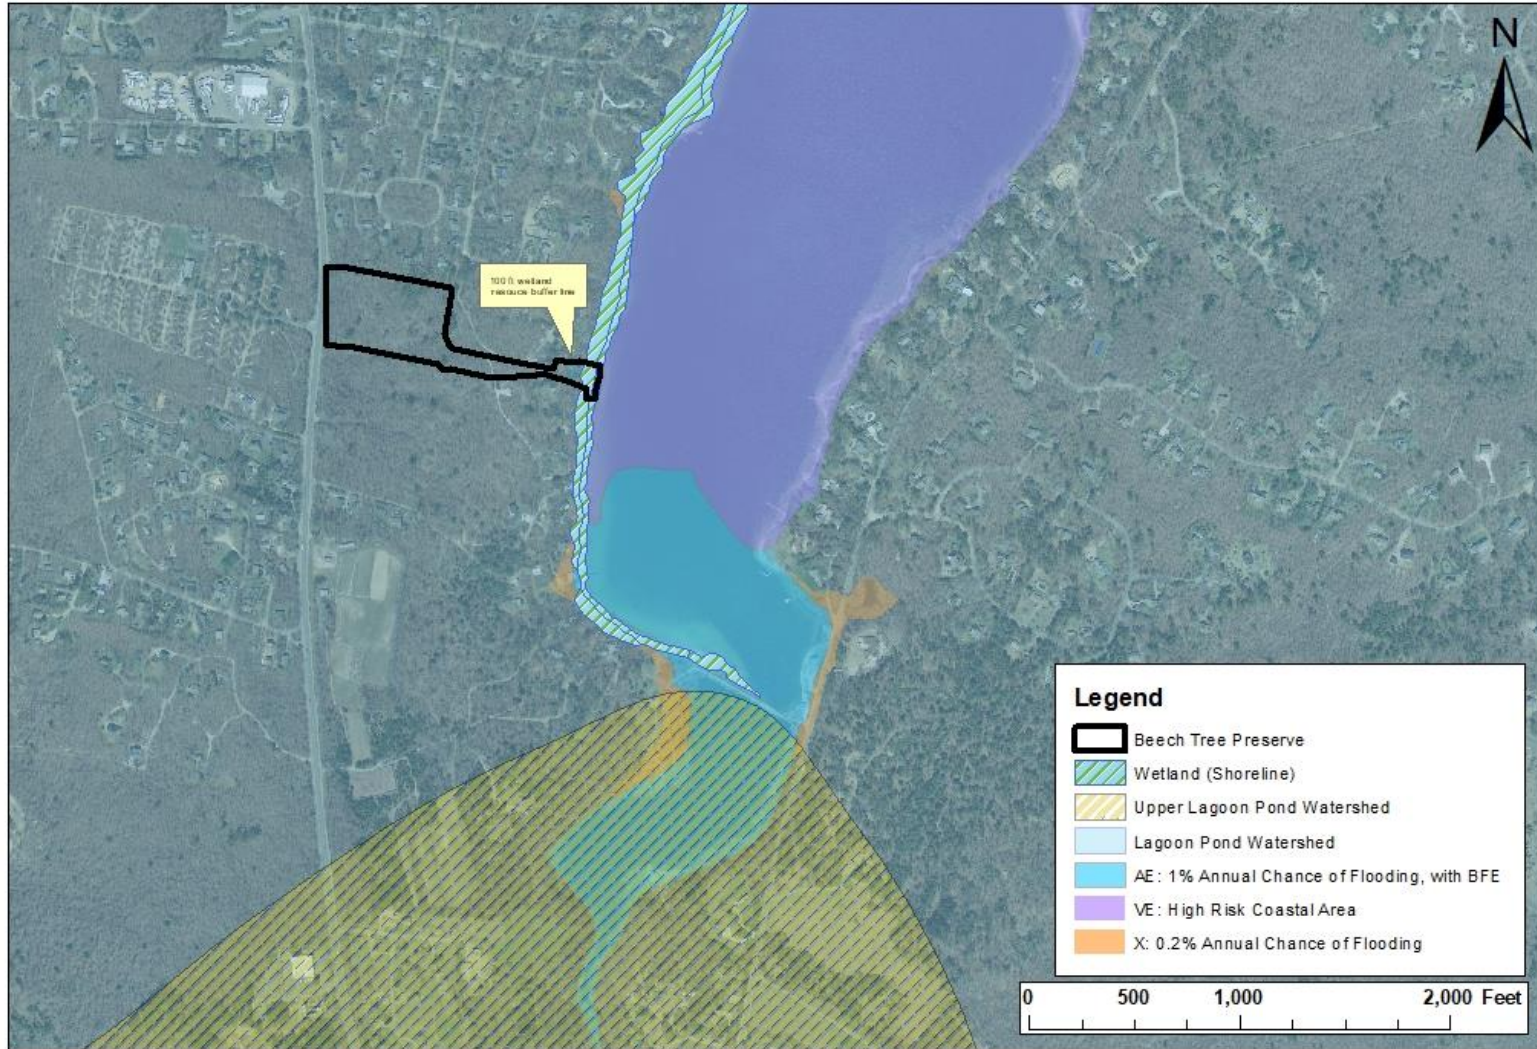 N
100 ft wetland
resouce buffer line
Legend
Beech Tree Preserve
Wetland (Shoreline)
Upper Lagoon Pond Watershed
Lagoon Pond Watershed
AE: 1% Annual Chance of Flooding, with BFE
VE: High Risk Coastal Area
X: 0.2% Annual Chance of Flooding
0 500 1,000 2,000 Feet